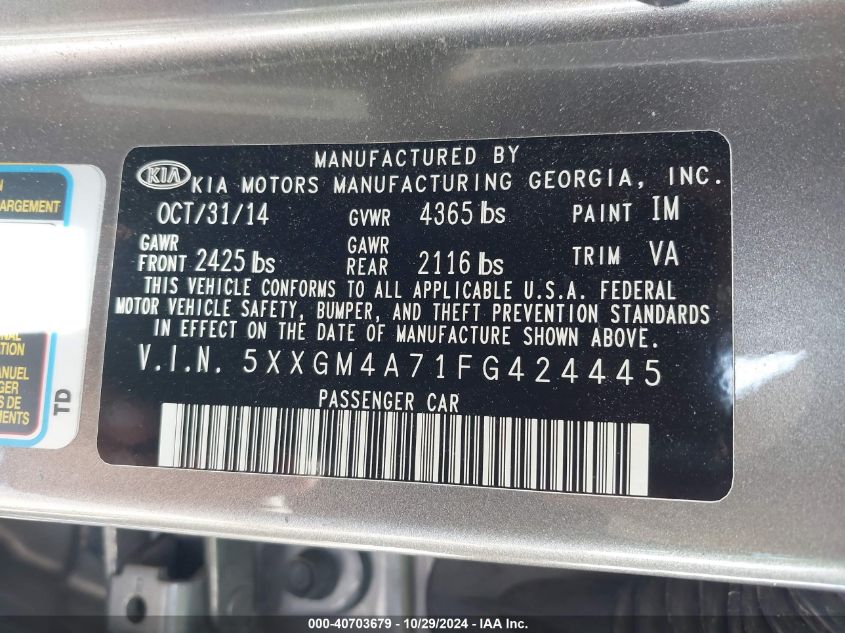 MANUFACTURED BY
KIA KIA MOTORS MANUFACTURING GEORGIA, INC.
OCT/31/14 GVWR 4365 lbs PAINT IM
GAWR FRONT 2425 lbs GAWR REAR 2116 lbs TRIM VA
THIS VEHICLE CONFORMS TO ALL APPLICABLE U.S.A. FEDERAL
MOTOR VEHICLE SAFETY, BUMPER, AND THEFT PREVENTION STANDARDS
IN EFFECT ON THE DATE OF MANUFACTURE SHOWN ABOVE.
V.I.N. 5XXGM4A71FG424445
PASSENGER CAR
TD
000-40703679 - 10/29/2024 - IAA Inc.